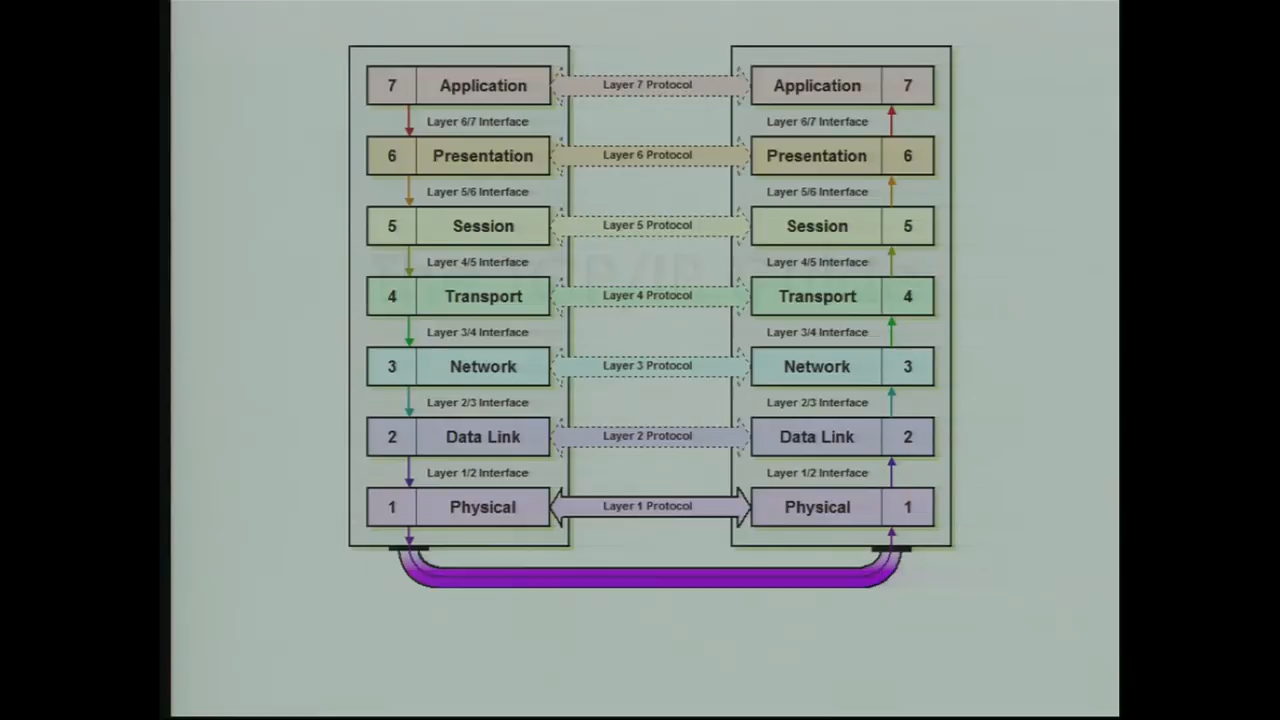 7 Application Layer 7 Protocol Application 7
Layer 6/7 Interface Layer 6/7 Interface
6 Presentation Layer 6 Protocol Presentation 6
Layer 5/6 Interface Layer 5/6 Interface
5 Session Layer 5 Protocol Session 5
Layer 4/5 Interface Layer 4/5 Interface
4 Transport Layer 4 Protocol Transport 4
Layer 3/4 Interface Layer 3/4 Interface
3 Network Layer 3 Protocol Network 3
Layer 2/3 Interface Layer 2/3 Interface
2 Data Link Layer 2 Protocol Data Link 2
Layer 1/2 Interface Layer 1/2 Interface
1 Physical Layer 1 Protocol Physical 1